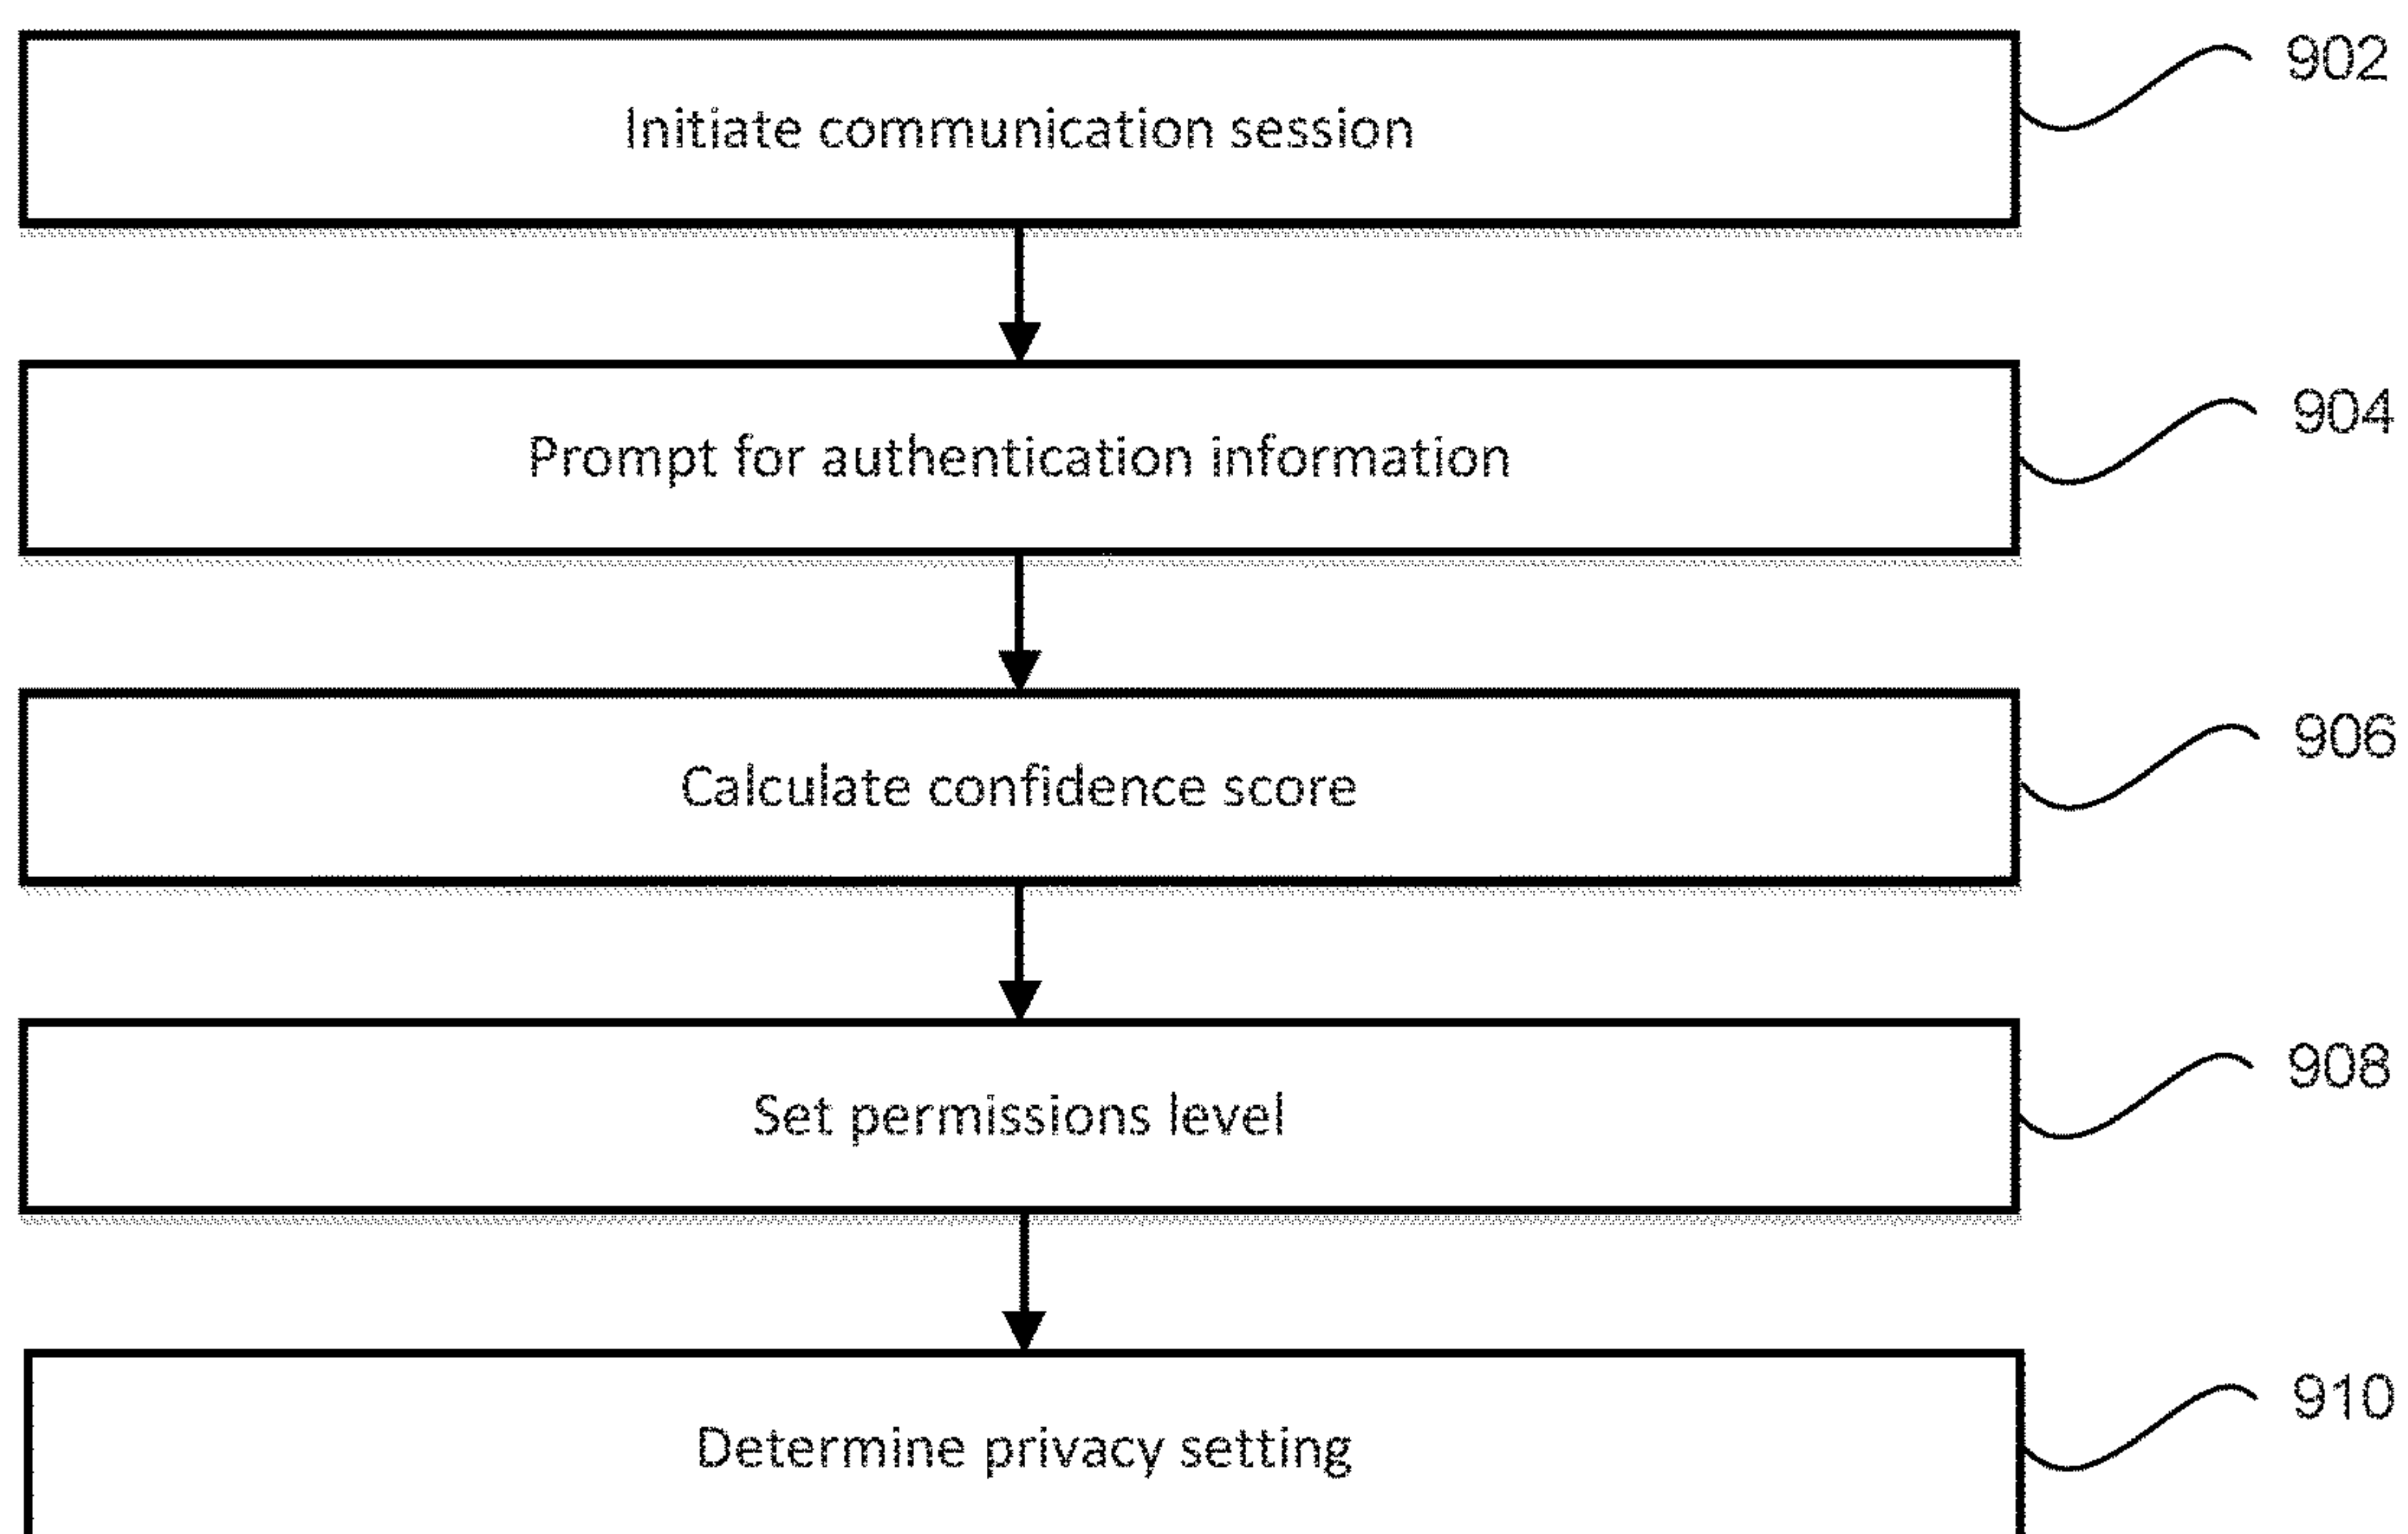 Initiate communication session
902
Prompt for authentication information
904
Calculate confidence score
906
Set permissions level
908
Determine privacy setting
910